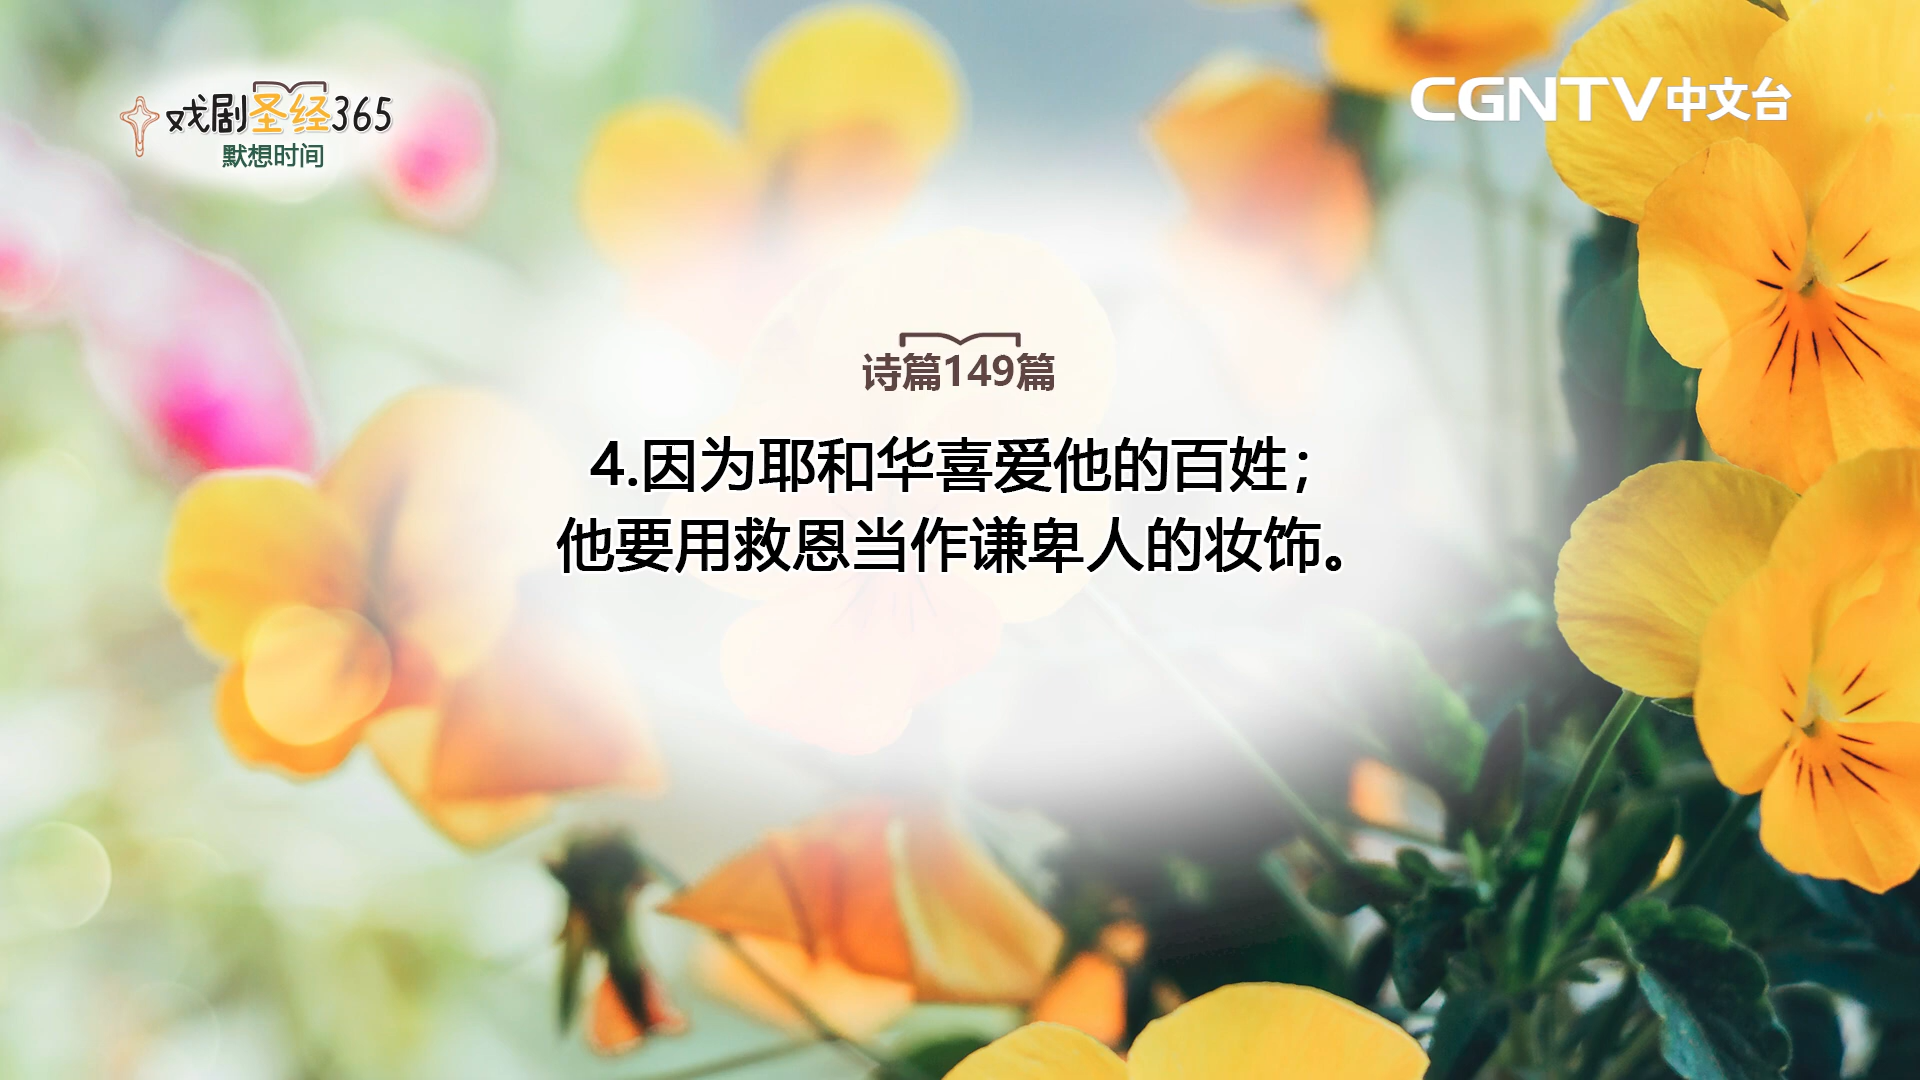 戏剧圣经365
默想时间
CGNTV中文台
诗篇149篇
4.因为耶和华喜爱他的百姓；
他要用救恩当作谦卑人的妆饰。